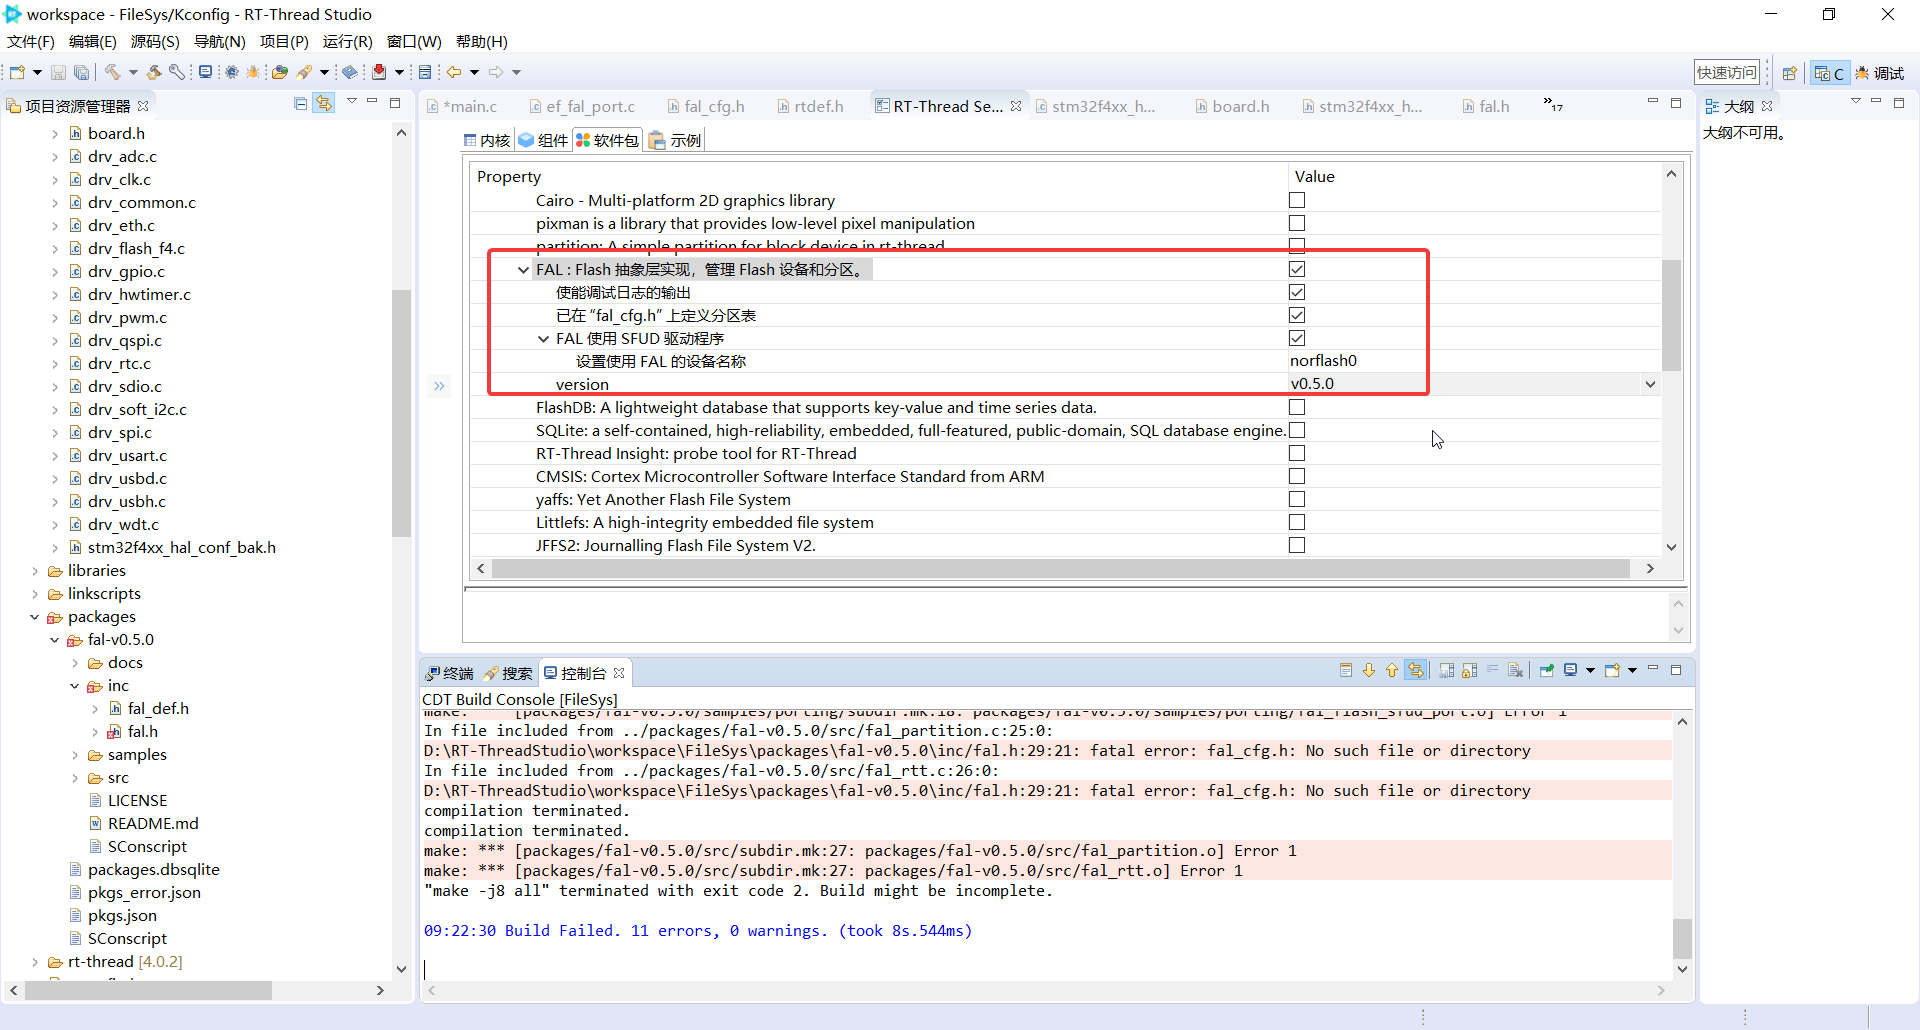 workspace - FileSys/Kconfig - RT-Thread Studio
文件(F) 编辑(E) 源码(S) 导航(N) 项目(P) 运行(R) 窗口(W) 帮助(H)
快速访问 C 调试
项目资源管理器
board.h
drv_adc.c
drv_clk.c
drv_common.c
drv_eth.c
drv_flash_f4.c
drv_gpio.c
drv_hwtimer.c
drv_pwm.c
drv_qspi.c
drv_rtc.c
drv_sdio.c
drv_soft_i2c.c
drv_spi.c
drv_usart.c
drv_usbd.c
drv_usbh.c
drv_wdt.c
stm32f4xx_hal_conf_bak.h
libraries
linkscripts
packages
fal-v0.5.0
docs
inc
fal_def.h
fal.h
samples
src
LICENSE
README.md
SConscript
packages.dbsqlite
pkgs_error.json
pkgs.json
SConscript
rt-thread [4.0.2]
*main.c ef_fal_port.c fal_cfg.h rtdef.h RT-Thread Se... stm32f4xx_h... board.h stm32f4xx_h... fal.h »17
内核 组件 软件包 示例
Property Value
Cairo - Multi-platform 2D graphics library
pixman is a library that provides low-level pixel manipulation
partition: A simple partition for block device in rt-thread
FAL : Flash 抽象层实现，管理 Flash 设备和分区。
使能调试日志的输出
已在 “fal_cfg.h” 上定义分区表
FAL 使用 SFUD 驱动程序
设置使用 FAL 的设备名称 norflash0
version v0.5.0
FlashDB: A lightweight database that supports key-value and time series data.
SQLite: a self-contained, high-reliability, embedded, full-featured, public-domain, SQL database engine.
RT-Thread Insight: probe tool for RT-Thread
CMSIS: Cortex Microcontroller Software Interface Standard from ARM
yaffs: Yet Another Flash File System
Littlefs: A high-integrity embedded file system
JFFS2: Journalling Flash File System V2.
终端 搜索 控制台
CDT Build Console [FileSys]
make: *** [packages/fal-v0.5.0/samples/porting/subdir.mk:18: packages/fal-v0.5.0/samples/porting/fal_flash_sfud_port.o] Error 1
In file included from ../packages/fal-v0.5.0/src/fal_partition.c:25:0:
D:\RT-ThreadStudio\workspace\FileSys\packages\fal-v0.5.0\inc/fal.h:29:21: fatal error: fal_cfg.h: No such file or directory
In file included from ../packages/fal-v0.5.0/src/fal_rtt.c:26:0:
D:\RT-ThreadStudio\workspace\FileSys\packages\fal-v0.5.0\inc/fal.h:29:21: fatal error: fal_cfg.h: No such file or directory
compilation terminated.
compilation terminated.
make: *** [packages/fal-v0.5.0/src/subdir.mk:27: packages/fal-v0.5.0/src/fal_partition.o] Error 1
make: *** [packages/fal-v0.5.0/src/subdir.mk:27: packages/fal-v0.5.0/src/fal_rtt.o] Error 1
"make -j8 all" terminated with exit code 2. Build might be incomplete.
09:22:30 Build Failed. 11 errors, 0 warnings. (took 8s.544ms)
大纲
大纲不可用。